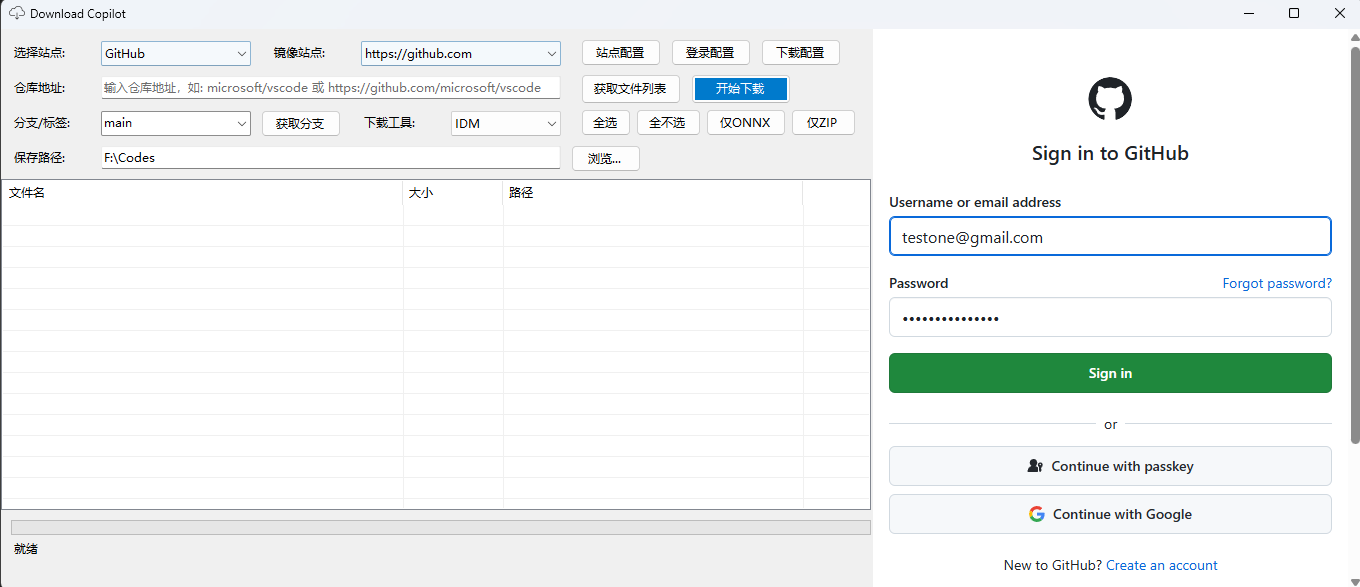 Download Copilot
选择站点: GitHub 镜像站点: https://github.com 站点配置 登录配置 下载配置
仓库地址: 输入仓库地址，如: microsoft/vscode 或 https://github.com/microsoft/vscode 获取文件列表 开始下载
分支/标签: main 获取分支 下载工具: IDM 全选 全不选 仅ONNX 仅ZIP
保存路径: F:\Codes 浏览...
文件名 大小 路径
就绪
Sign in to GitHub
Username or email address
testone@gmail.com
Password Forgot password?
•••••••••••••••
Sign in
or
Continue with passkey
Continue with Google
New to GitHub? Create an account